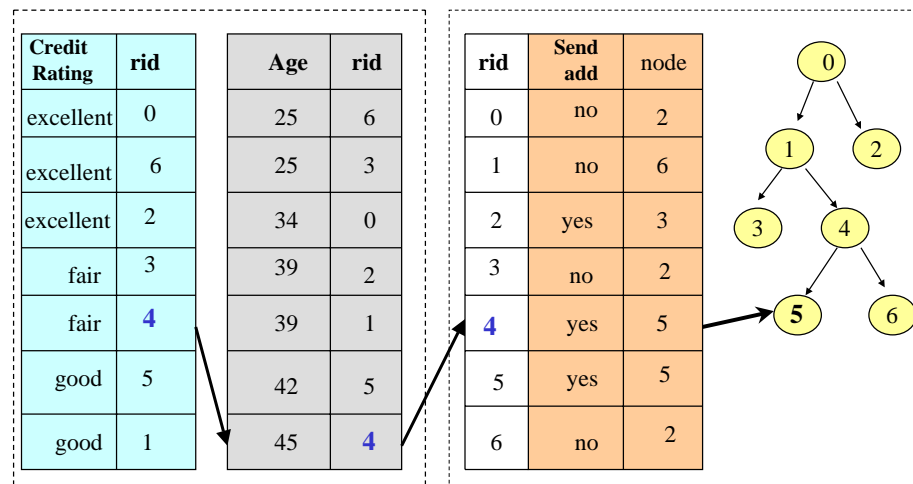 Credit Rating rid
excellent 0
excellent 6
excellent 2
fair 3
fair 4
good 5
good 1
Age rid
25 6
25 3
34 0
39 2
39 1
42 5
45 4
rid Send add node
0 no 2
1 no 6
2 yes 3
3 no 2
4 yes 5
5 yes 5
6 no 2
0
1 2
3 4
5 6